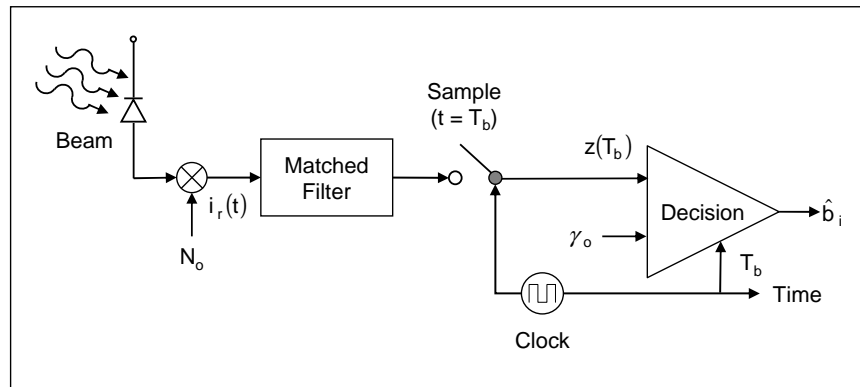 Beam
Sample
(t = T_b)
Matched
Filter
i_r(t)
N_o
z(T_b)
Decision
γ_o
b̂_i
T_b
Time
Clock